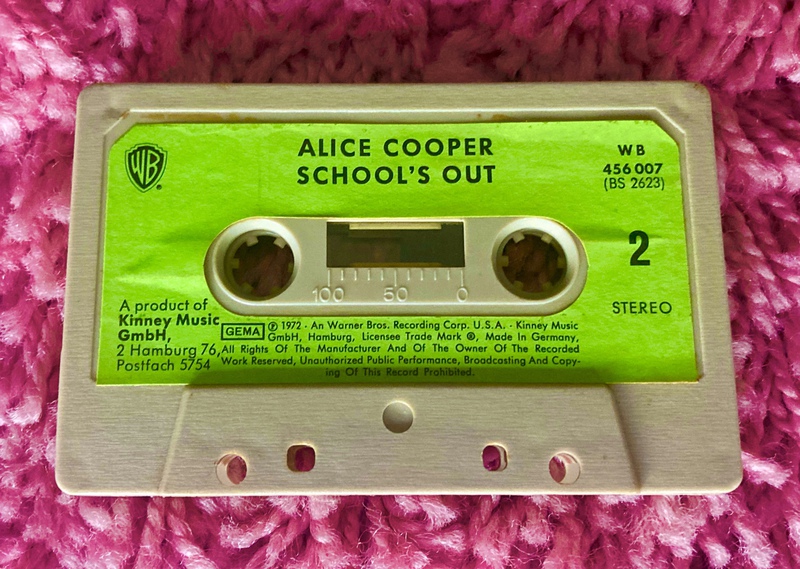 ALICE COOPER
SCHOOL'S OUT
WB
WB
456 007
(BS 2623)
2
STEREO
100 50 0
A product of
Kinney Music
GmbH,
2 Hamburg 76,
Postfach 5754
GEMA
℗ 1972 · An Warner Bros. Recording Corp. U.S.A. · Kinney Music
GmbH, Hamburg, Licensee Trade Mark ®, Made in Germany,
All Rights Of The Manufacturer And Of The Owner Of The Recorded
Work Reserved, Unauthorized Public Performance, Broadcasting And Copy-
ing Of This Record Prohibited.